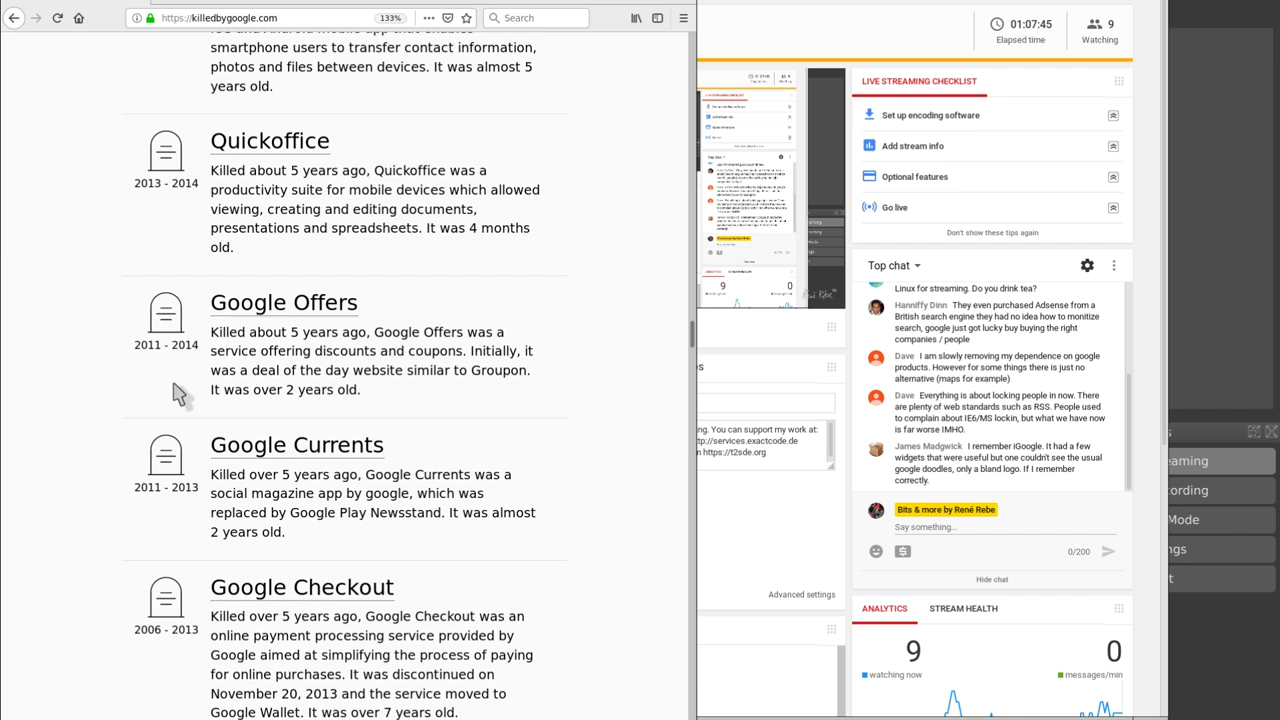 https://killedbygoogle.com
133%
Search
smartphone users to transfer contact information,
photos and files between devices. It was almost 5
years old.
Quickoffice
2013 - 2014
Killed about 5 years ago, Quickoffice was a
productivity suite for mobile devices which allowed
viewing, creating and editing documents,
presentations and spreadsheets. It was 4 months
old.
Google Offers
2011 - 2014
Killed about 5 years ago, Google Offers was a
service offering discounts and coupons. Initially, it
was a deal of the day website similar to Groupon.
It was over 2 years old.
Google Currents
2011 - 2013
Killed over 5 years ago, Google Currents was a
social magazine app by google, which was
replaced by Google Play Newsstand. It was almost
2 years old.
Google Checkout
2006 - 2013
Killed over 5 years ago, Google Checkout was an
online payment processing service provided by
google aimed at simplifying the process of paying
for online purchases. It was discontinued on
November 20, 2013 and the service moved to
Google Wallet. It was over 7 years old.
01:07:45
Elapsed time
9
Watching
LIVE STREAMING CHECKLIST
Set up encoding software
Add stream info
Optional features
Go live
Don't show these tips again
Top chat
Linux for streaming. Do you drink tea?
Hanniffy Dinn They even purchased Adsense from a
British search engine they had no idea how to monitize
search, google just got lucky buy buying the right
companies / people
Dave I am slowly removing my dependence on google
products. However for some things there is just no
alternative (maps for example)
Dave Everything is about locking people in now. There
are plenty of web standards such as RSS. People used
to complain about IE6/MS lockin, but what we have now
is far worse IMHO.
James Madgwick I remember iGoogle. It had a few
widgets that were useful but one couldn't see the usual
google doodles, only a bland logo. If I remember
correctly.
Bits & more by René Rebe
Say something...
0/200
Hide chat
ANALYTICS
STREAM HEALTH
9
watching now
0
messages/min
ng. You can support my work at:
ttp://services.exactcode.de
n https://t2sde.org
Advanced settings
eaming
ording
Mode
ngs
t